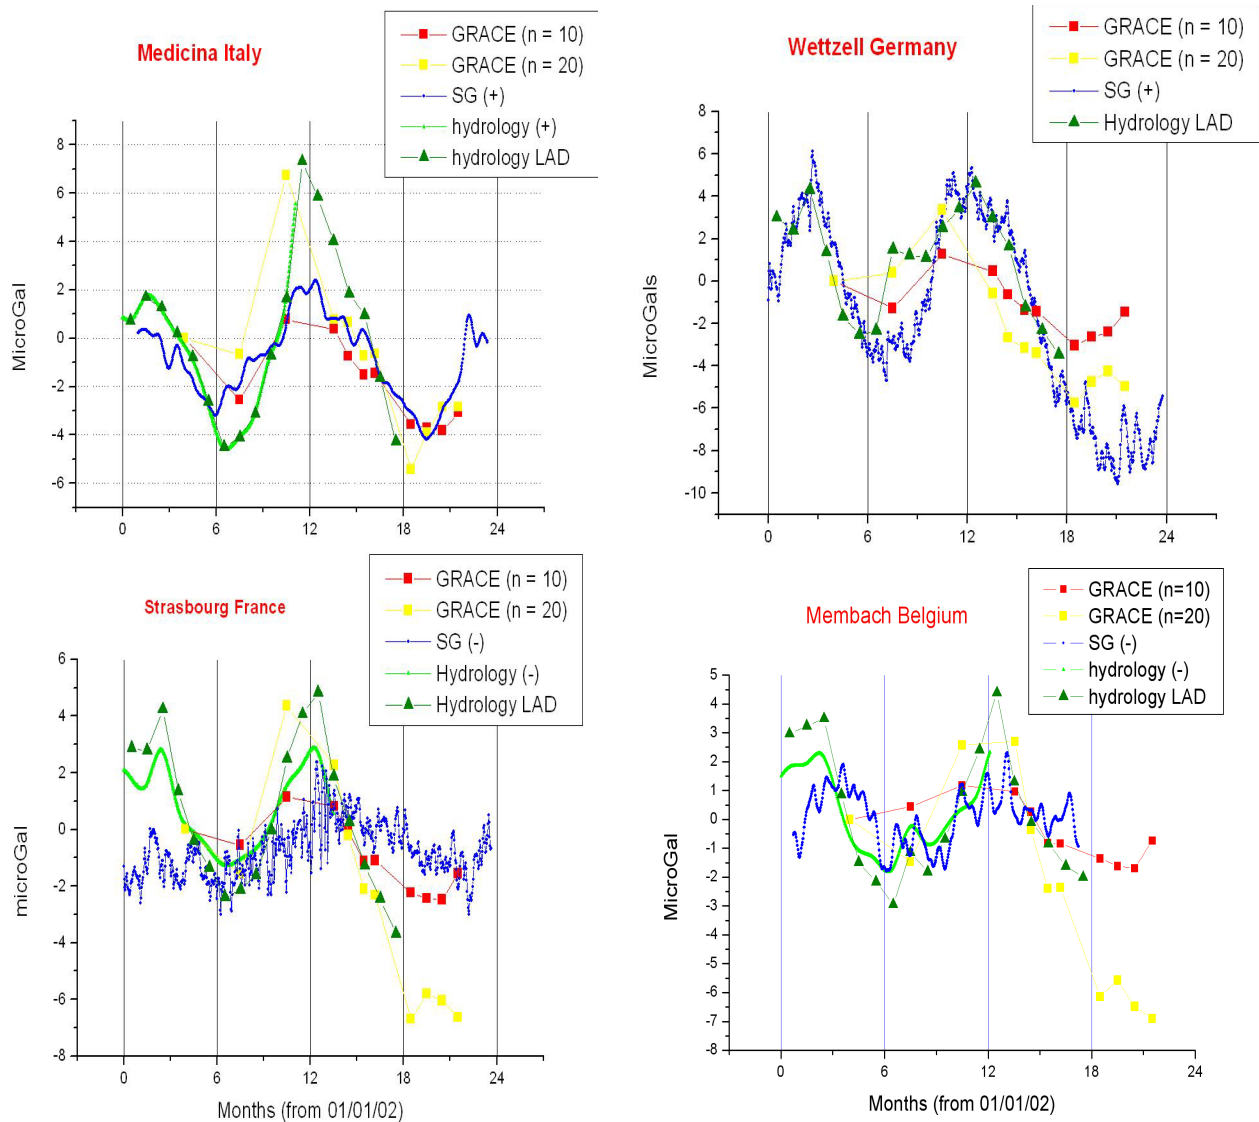 Medicina Italy
GRACE (n = 10)
GRACE (n = 20)
SG (+)
hydrology (+)
hydrology LAD
MicroGal
8
6
4
2
0
-2
-4
-6
0 6 12 18 24
Wettzell Germany
GRACE (n = 10)
GRACE (n = 20)
SG (+)
Hydrology LAD
MicroGals
8
6
4
2
0
-2
-4
-6
-8
-10
0 6 12 18 24
Strasbourg France
GRACE (n = 10)
GRACE (n = 20)
SG (-)
Hydrology (-)
Hydrology LAD
microGal
6
4
2
0
-2
-4
-6
-8
0 6 12 18 24
Months (from 01/01/02)
Membach Belgium
GRACE (n=10)
GRACE (n=20)
SG (-)
hydrology (-)
hydrology LAD
MicroGal
5
4
3
2
1
0
-1
-2
-3
-4
-5
-6
-7
-8
0 6 12 18 24
Months (from 01/01/02)